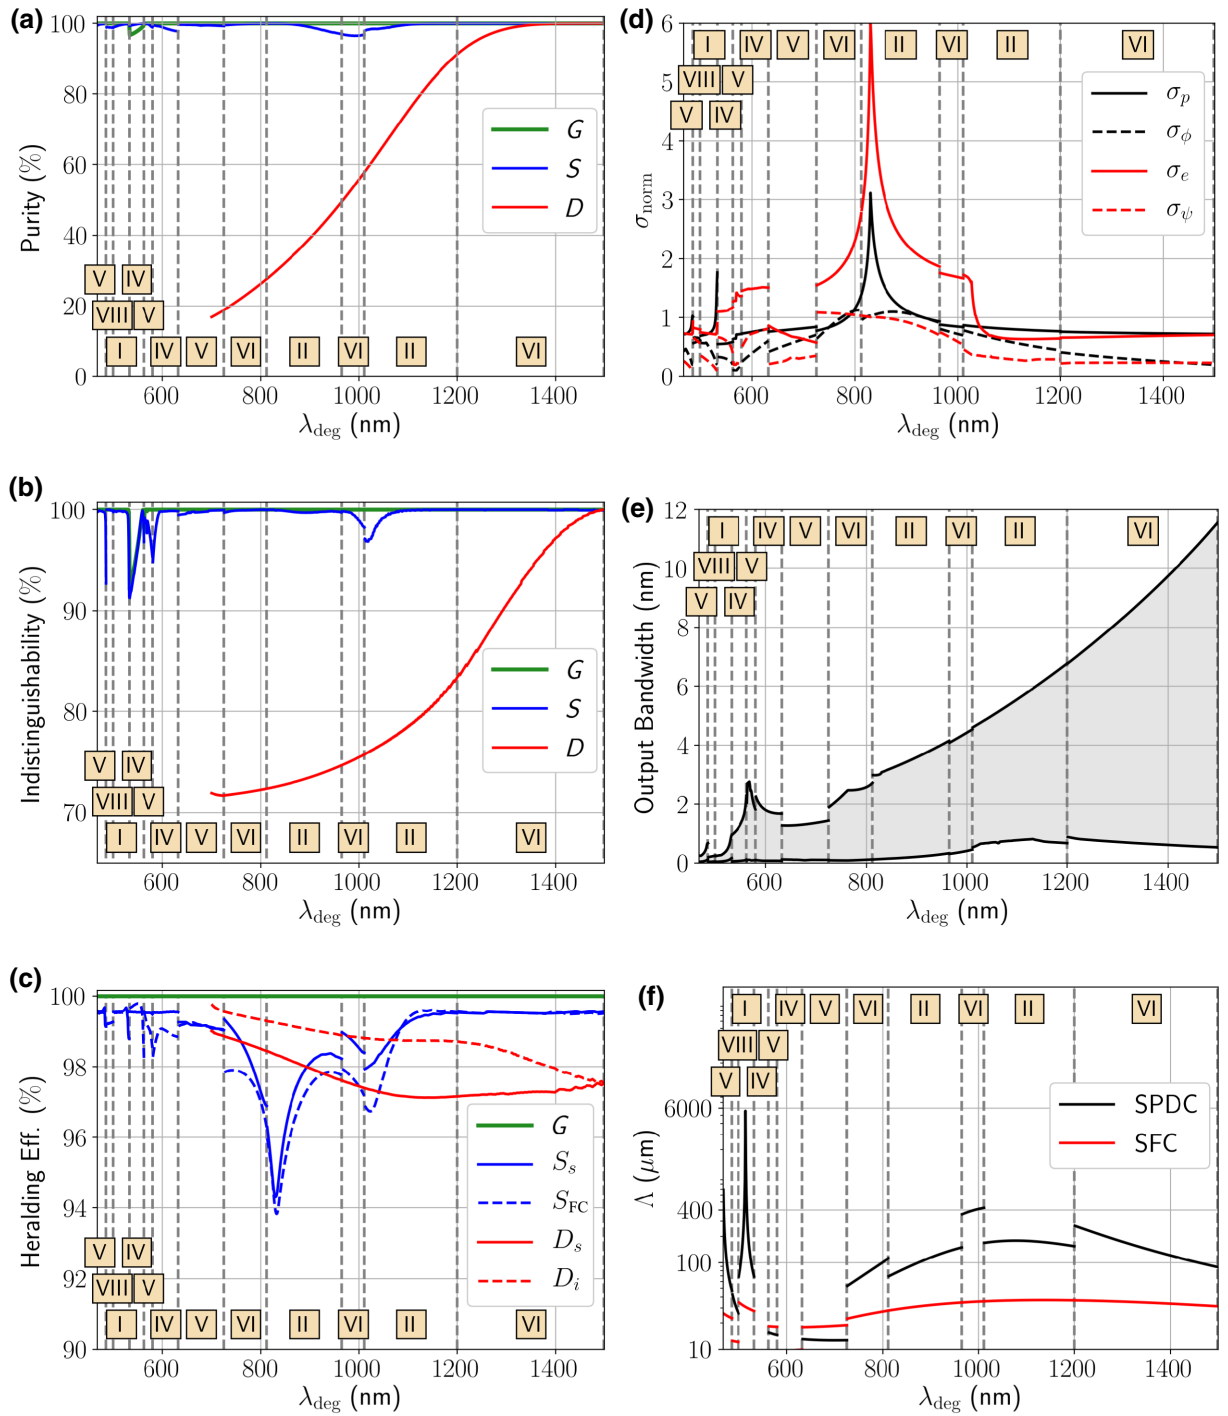 (a)
100
80
60
40
20
0
Purity (%)
G
S
D
V IV
VIII V
I IV V VI II VI II VI
600 800 1000 1200 1400
λdeg (nm)
(b)
100
90
80
70
Indistinguishability (%)
G
S
D
V IV
VIII V
I IV V VI II VI II VI
600 800 1000 1200 1400
λdeg (nm)
(c)
100
98
96
94
92
90
Heralding Eff. (%)
G
Ss
SFC
Ds
Di
V IV
VIII V
I IV V VI II VI II VI
600 800 1000 1200 1400
λdeg (nm)
(d)
6
5
4
3
2
1
0
σnorm
I IV V VI II VI II VI
VIII V
V IV
σp
σϕ
σe
σψ
600 800 1000 1200 1400
λdeg (nm)
(e)
12
10
8
6
4
2
0
Output Bandwidth (nm)
I IV V VI II VI II VI
VIII V
V IV
600 800 1000 1200 1400
λdeg (nm)
(f)
6000
400
100
10
Λ (μm)
I IV V VI II VI II VI
VIII V
V IV
SPDC
SFC
600 800 1000 1200 1400
λdeg (nm)